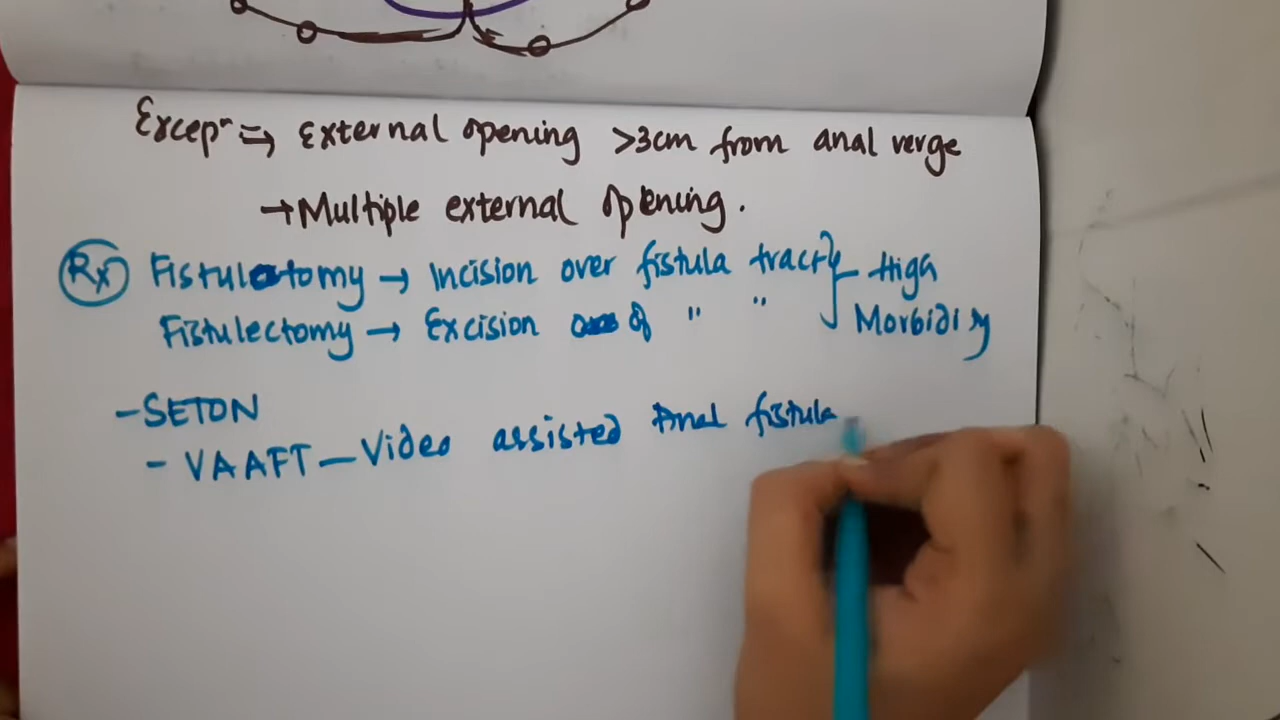 Excepⁿ ⇒ External opening >3cm from anal verge
→ Multiple external opening.
Rx Fistulotomy → Incision over fistula tract } High
Fistulectomy → Excision of " " Morbidity
- SETON
- VAAFT - Video assisted Anal fistula